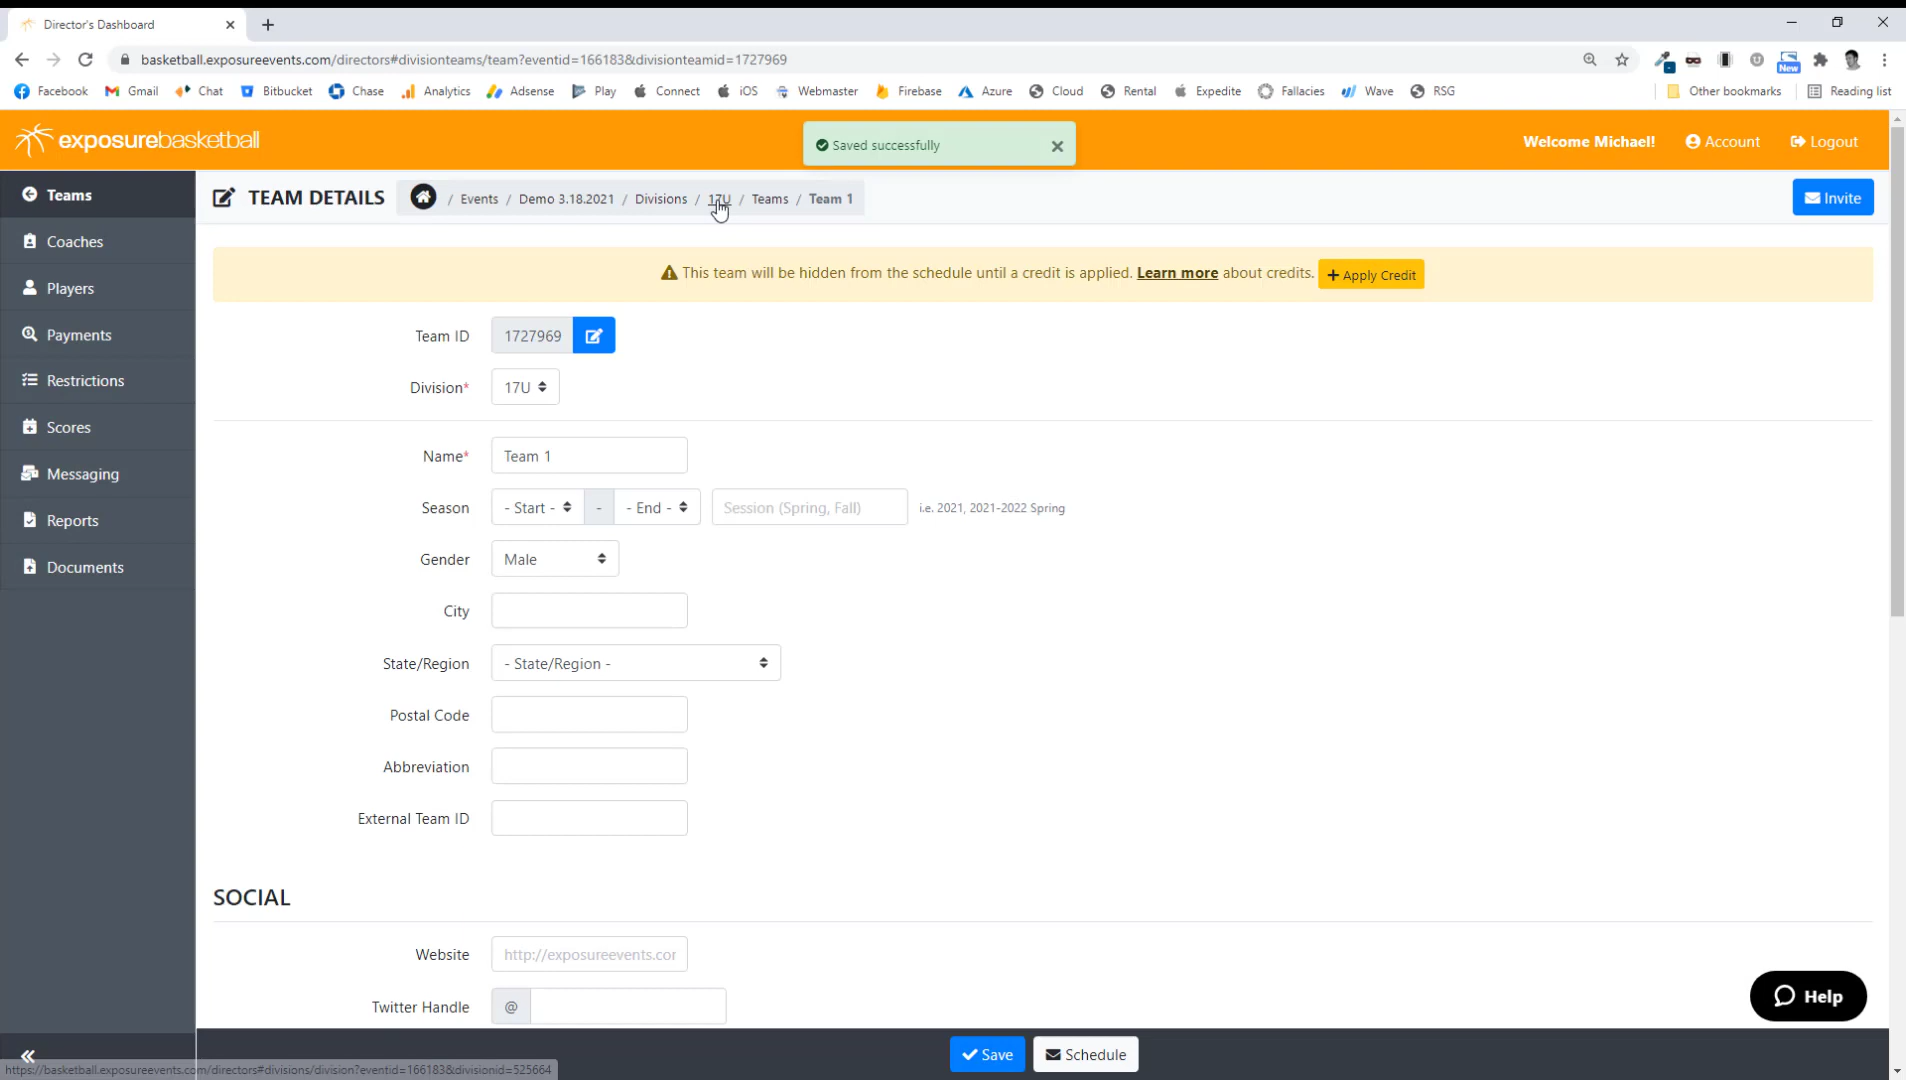 Director's Dashboard
basketball.exposureevents.com/directors#divisionteams/team?eventid=166183&divisionteamid=1727969
New
Facebook Gmail Chat Bitbucket Chase Analytics Adsense Play Connect iOS Webmaster Firebase Azure Cloud Rental Expedite Fallacies Wave RSG Other bookmarks Reading list
exposurebasketball
Saved successfully
Welcome Michael! Account Logout
Teams
TEAM DETAILS / Events / Demo 3.18.2021 / Divisions / 17U / Teams / Team 1
Invite
Coaches
Players
Payments
Restrictions
Scores
Messaging
Reports
Documents
This team will be hidden from the schedule until a credit is applied. Learn more about credits. + Apply Credit
Team ID 1727969
Division* 17U
Name* Team 1
Season - Start - - - End - Session (Spring, Fall) i.e. 2021, 2021-2022 Spring
Gender Male
City
State/Region - State/Region -
Postal Code
Abbreviation
External Team ID
SOCIAL
Website http://exposureevents.cor
Twitter Handle @
Help
Save Schedule
https://basketball.exposureevents.com/directors#divisions/division?eventid=166183&divisionid=525664